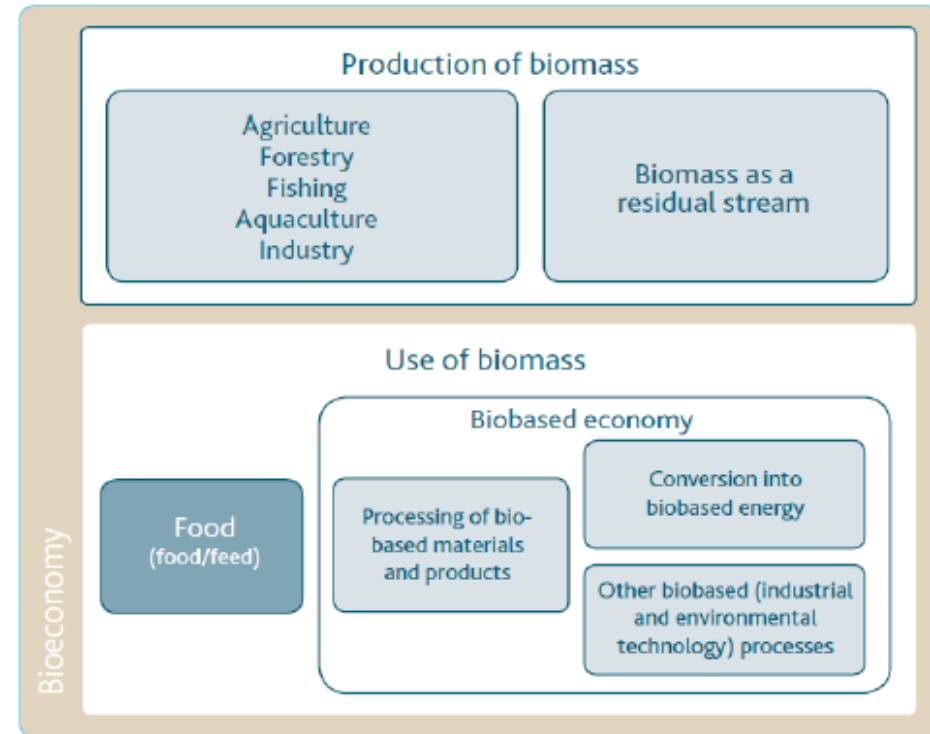 Production of biomass
Agriculture
Forestry
Fishing
Aquaculture
Industry
Biomass as a
residual stream
Use of biomass
Biobased economy
Food
(food/feed)
Processing of bio-
based materials
and products
Conversion into
biobased energy
Other biobased (industrial
and environmental
technology) processes
Bioeconomy